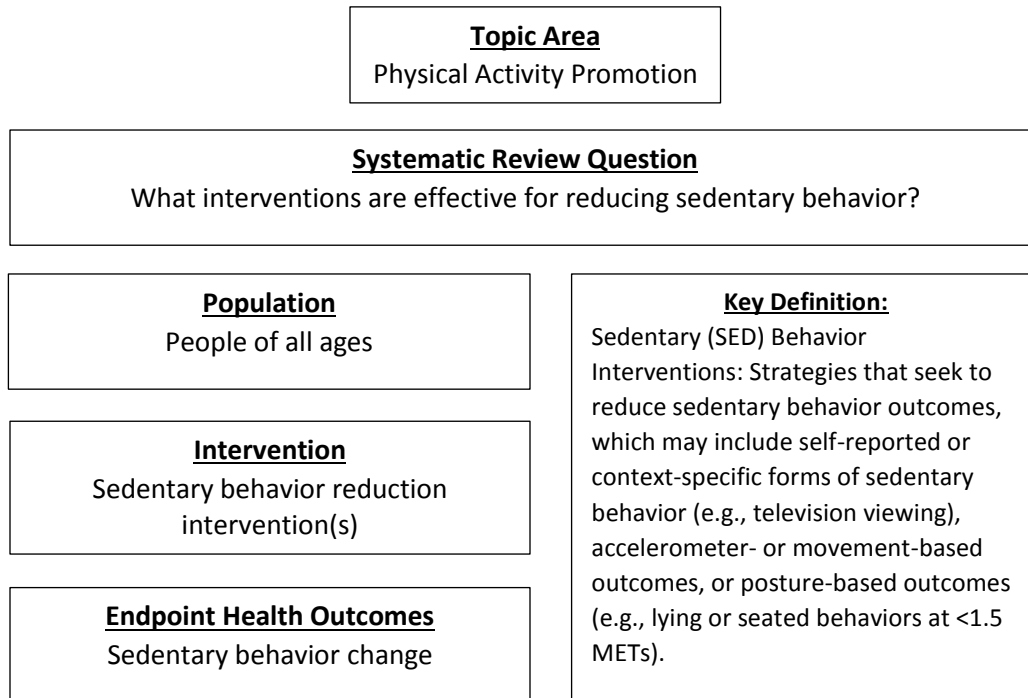 Topic Area
Physical Activity Promotion
Systematic Review Question
What interventions are effective for reducing sedentary behavior?
Population
People of all ages
Intervention
Sedentary behavior reduction
intervention(s)
Endpoint Health Outcomes
Sedentary behavior change
Key Definition:
Sedentary (SED) Behavior
Interventions: Strategies that seek to
reduce sedentary behavior outcomes,
which may include self-reported or
context-specific forms of sedentary
behavior (e.g., television viewing),
accelerometer- or movement-based
outcomes, or posture-based outcomes
(e.g., lying or seated behaviors at <1.5
METs).